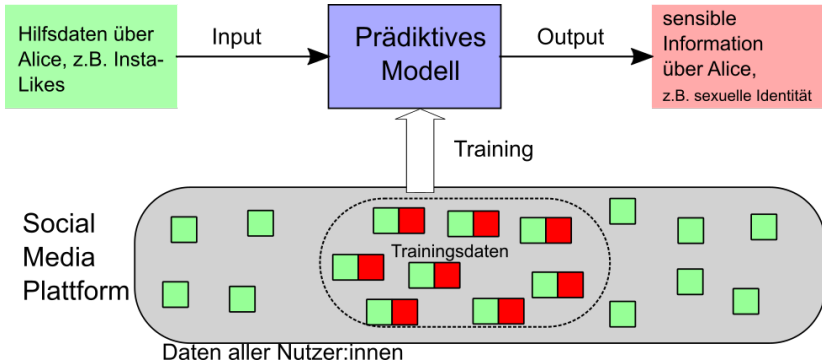 Hilfsdaten über
Alice, z.B. Insta-
Likes
Input
Prädiktives
Modell
Output
sensible
Information
über Alice,
z.B. sexuelle Identität
Training
Social
Media
Plattform
Trainingsdaten
Daten aller Nutzer:innen